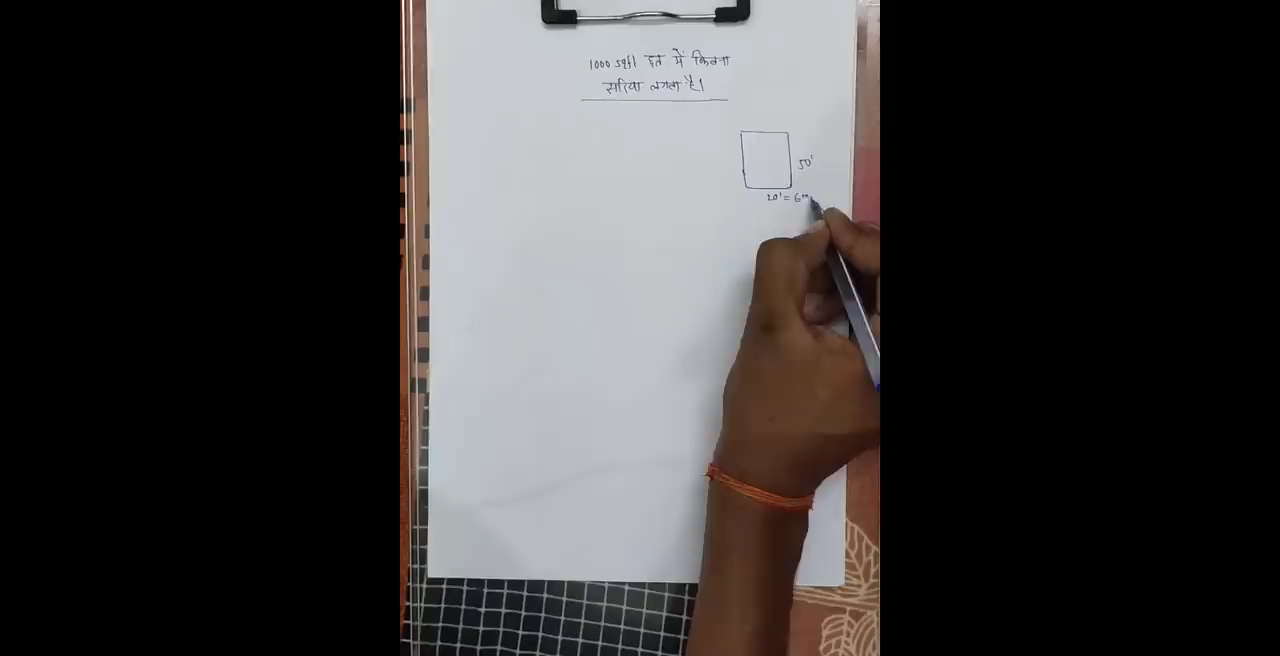 1000 sqft छत में कितना
सरिया लगता है।
50'
20' = 6m